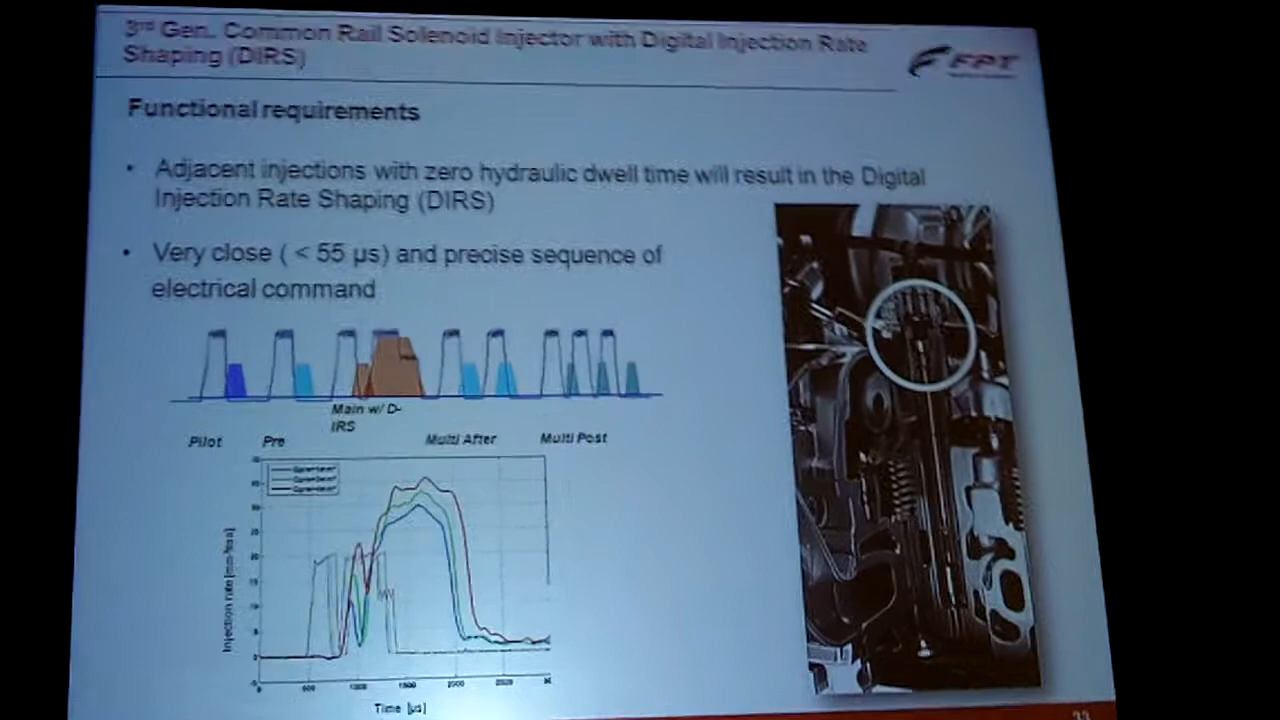 3rd Gen. Common Rail Solenoid Injector with Digital Injection Rate
Shaping (DIRS)
FPT
Functional requirements
• Adjacent injections with zero hydraulic dwell time will result in the Digital
Injection Rate Shaping (DIRS)
• Very close ( < 55 µs) and precise sequence of
electrical command
Main w/ D-
IRS
Pilot
Pre
Multi After
Multi Post
Injection rate
0
500
1000
1500
2000
2500
Time [µs]